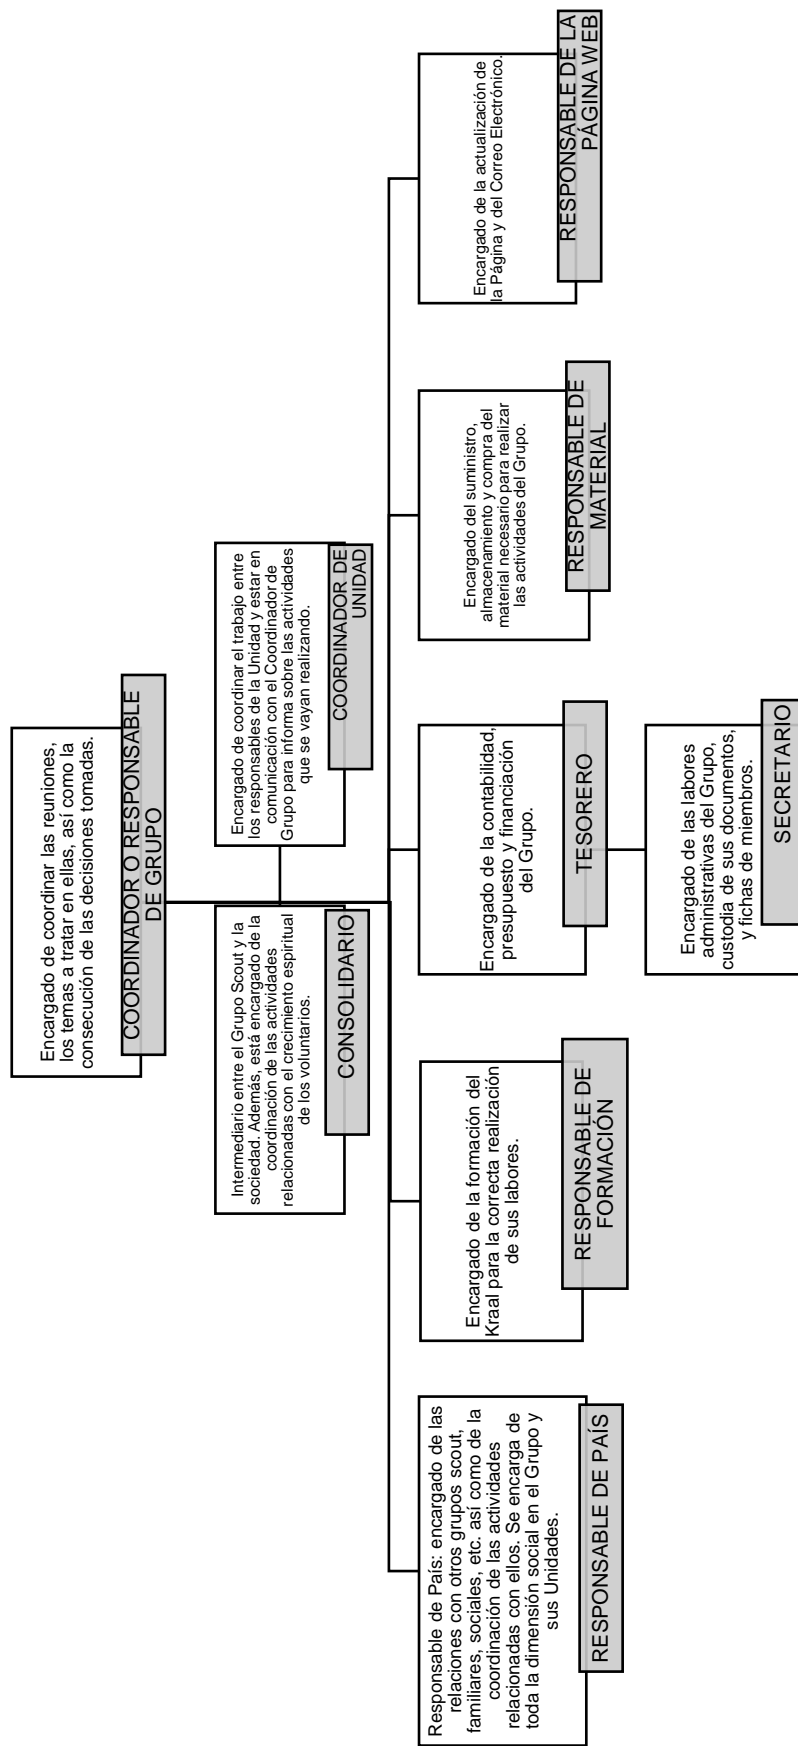 Encargado de coordinar las reuniones,
los temas a tratar en ellas, así como la
consecución de las decisiones tomadas.
COORDINADOR O RESPONSABLE
DE GRUPO
Intermediario entre el Grupo Scout y la
sociedad. Además, está encargado de la
coordinación de las actividades
relacionadas con el crecimiento espiritual
de los voluntarios.
CONSOLIDARIO
Encargado de coordinar el trabajo entre
los responsables de la Unidad y estar en
comunicación con el Coordinador de
Grupo para informa sobre las actividades
que se vayan realizando.
COORDINADOR DE
UNIDAD
Responsable de País: encargado de las
relaciones con otros grupos scout,
familiares, sociales, etc. así como de la
coordinación de las actividades
relacionadas con ellos. Se encarga de
toda la dimensión social en el Grupo y
sus Unidades.
RESPONSABLE DE PAÍS
Encargado de la formación del
Kraal para la correcta realización
de sus labores.
RESPONSABLE DE
FORMACIÓN
Encargado de la contabilidad,
presupuesto y financiación
del Grupo.
TESORERO
Encargado del suministro,
almacenamiento y compra del
material necesario para realizar
las actividades del Grupo.
RESPONSABLE DE
MATERIAL
Encargado de la actualización de
la Página y del Correo Electrónico.
RESPONSABLE DE LA
PÁGINA WEB
Encargado de las labores
administrativas del Grupo,
custodia de sus documentos,
y fichas de miembros.
SECRETARIO